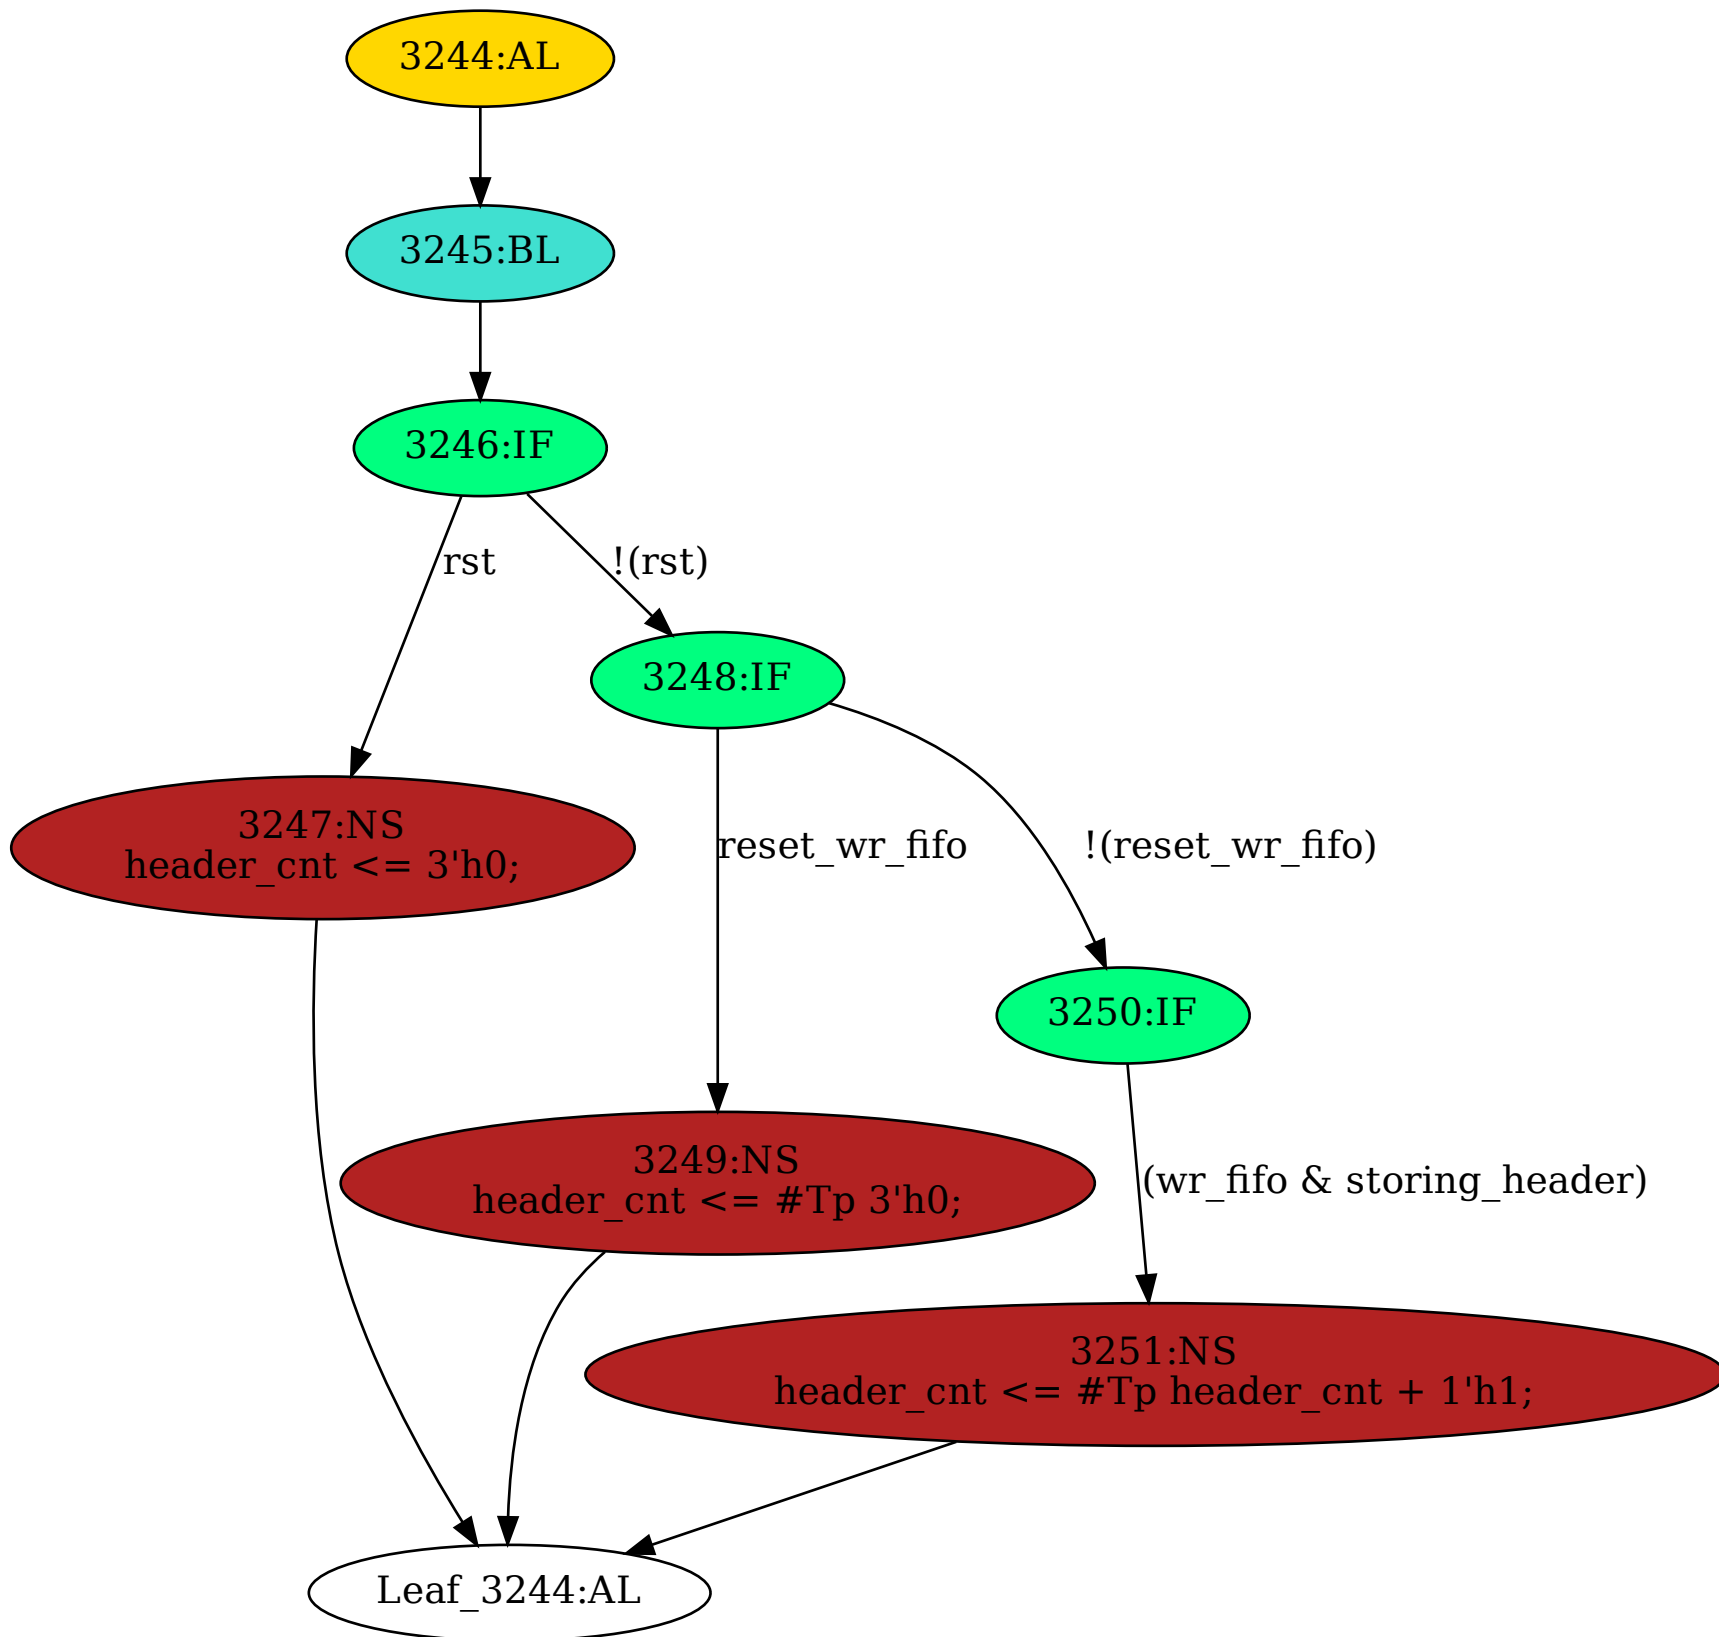 3244:AL
3245:BL
3246:IF
rst
!(rst)
3248:IF
3247:NS
header_cnt <= 3'h0;
reset_wr_fifo
!(reset_wr_fifo)
3250:IF
3249:NS
header_cnt <= #Tp 3'h0;
(wr_fifo & storing_header)
3251:NS
header_cnt <= #Tp header_cnt + 1'h1;
Leaf_3244:AL